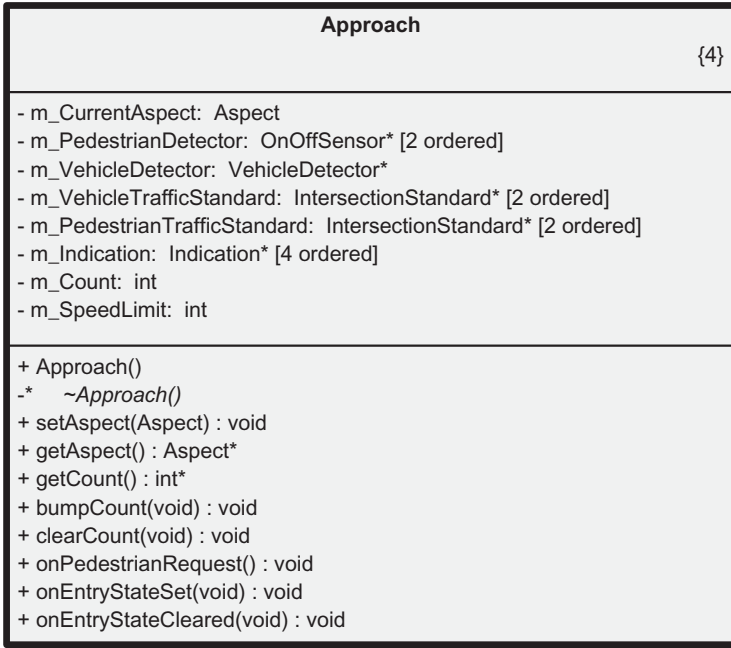 Approach
{4}
- m_CurrentAspect: Aspect
- m_PedestrianDetector: OnOffSensor* [2 ordered]
- m_VehicleDetector: VehicleDetector*
- m_VehicleTrafficStandard: IntersectionStandard* [2 ordered]
- m_PedestrianTrafficStandard: IntersectionStandard* [2 ordered]
- m_Indication: Indication* [4 ordered]
- m_Count: int
- m_SpeedLimit: int
+ Approach()
-* ~Approach()
+ setAspect(Aspect) : void
+ getAspect() : Aspect*
+ getCount() : int*
+ bumpCount(void) : void
+ clearCount(void) : void
+ onPedestrianRequest() : void
+ onEntryStateSet(void) : void
+ onEntryStateCleared(void) : void